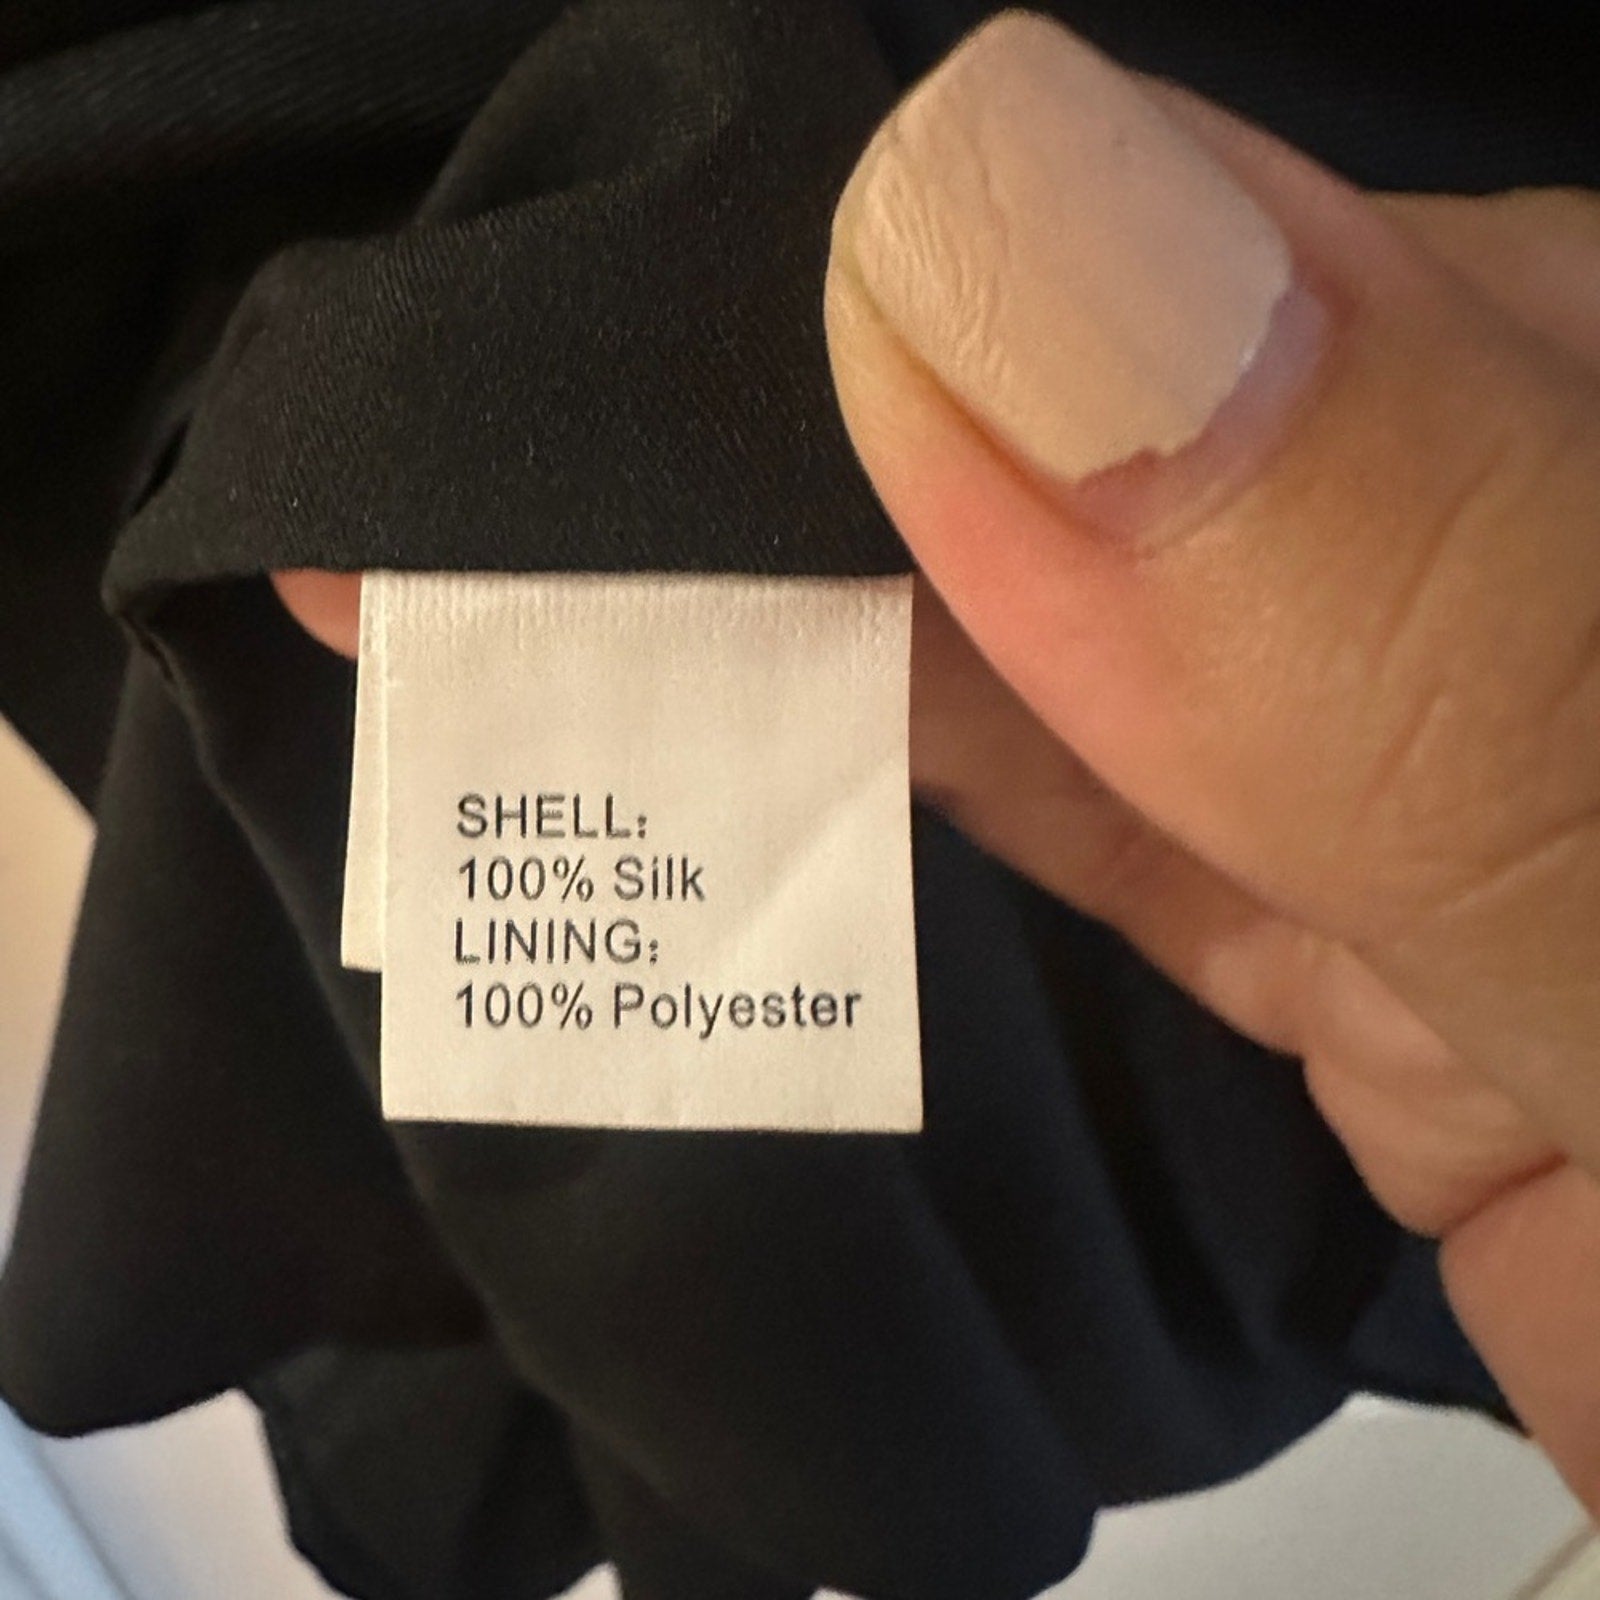 SHELL:
100% Silk
LINING:
100% Polyester